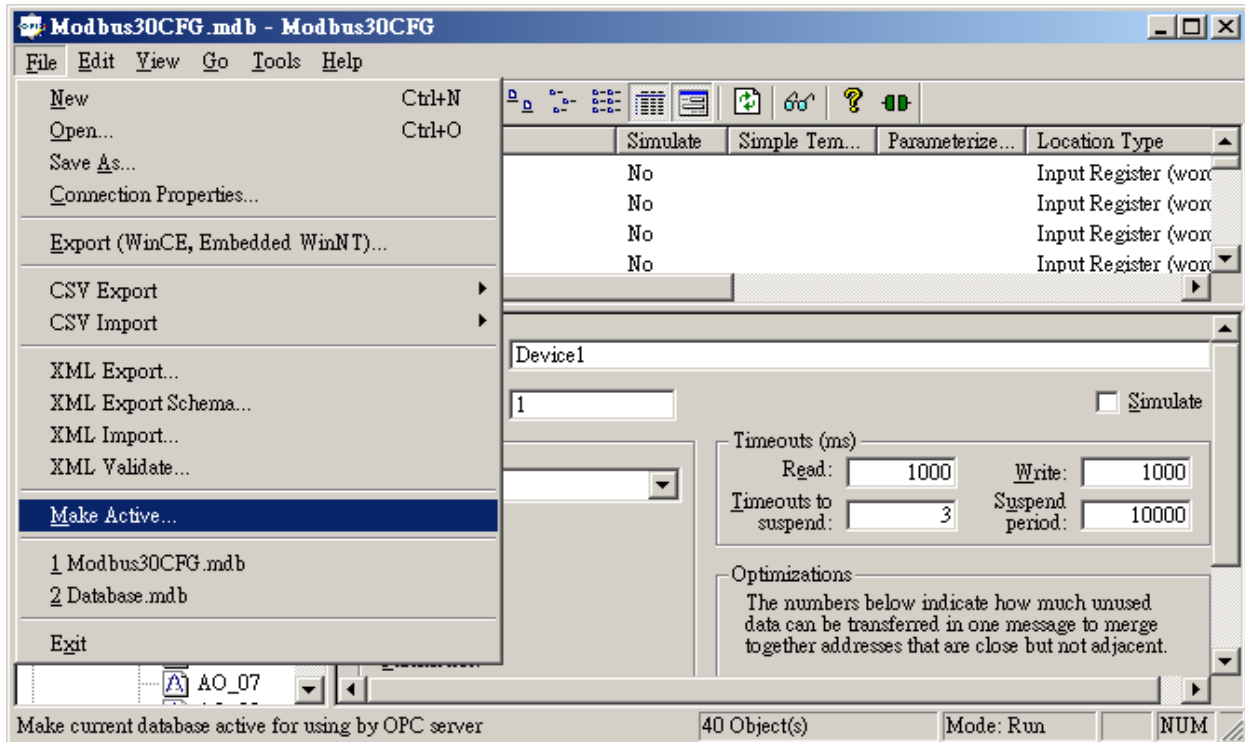 Modbus30CFG.mdb - Modbus30CFG
File Edit View Go Tools Help
New Ctrl+N
Open... Ctrl+O
Save As...
Connection Properties...
Export (WinCE, Embedded WinNT)...
CSV Export
CSV Import
XML Export...
XML Export Schema...
XML Import...
XML Validate...
Make Active...
1 Modbus30CFG.mdb
2 Database.mdb
Exit
Simulate Simple Tem... Parameterize... Location Type
No Input Register (word
No Input Register (word
No Input Register (word
No Input Register (word
Device1
1 Simulate
Timeouts (ms)
Read: 1000 Write: 1000
Timeouts to suspend: 3 Suspend period: 10000
Optimizations
The numbers below indicate how much unused
data can be transferred in one message to merge
together addresses that are close but not adjacent.
AO_07
Make current database active for using by OPC server 40 Object(s) Mode: Run NUM